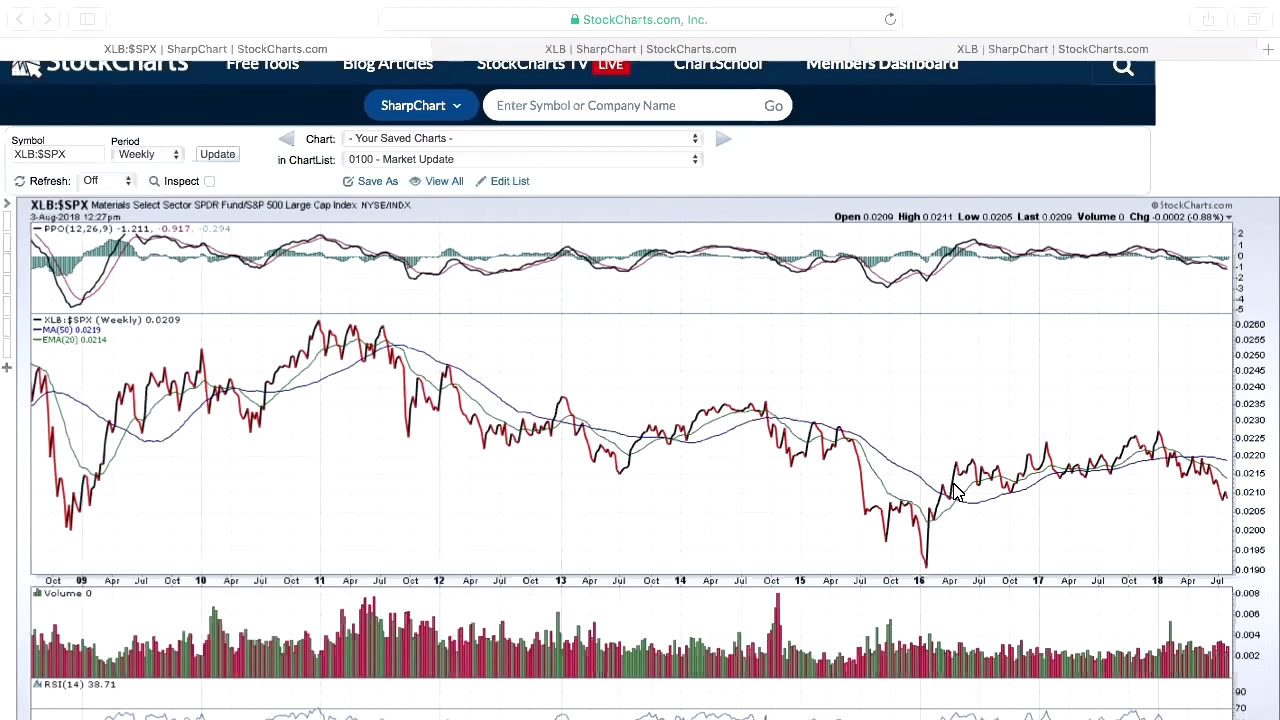 StockCharts.com, Inc.
XLB:$SPX | SharpChart | StockCharts.com
XLB | SharpChart | StockCharts.com
XLB | SharpChart | StockCharts.com
StockCharts Free Tools Blog Articles StockCharts TV LIVE ChartSchool Members Dashboard
SharpChart Enter Symbol or Company Name Go
Symbol Period Chart: - Your Saved Charts -
XLB:$SPX Weekly Update in ChartList: 0100 - Market Update
Refresh: Off Inspect Save As View All Edit List
XLB:$SPX Materials Select Sector SPDR Fund/S&P 500 Large Cap Index NYSE/INDX © StockCharts.com
3-Aug-2018 12:27pm Open 0.0209 High 0.0211 Low 0.0205 Last 0.0209 Volume 0 Chg -0.0002 (-0.88%)
PPO(12,26,9) -1.211, -0.917, -0.294
2
1
0
-1
-2
-3
-4
-5
XLB:$SPX (Weekly) 0.0209
MA(50) 0.0219
EMA(20) 0.0214
0.0260
0.0255
0.0250
0.0245
0.0240
0.0235
0.0230
0.0225
0.0220
0.0215
0.0210
0.0205
0.0200
0.0195
0.0190
Oct 09 Apr Jul Oct 10 Apr Jul Oct 11 Apr Jul Oct 12 Apr Jul Oct 13 Apr Jul Oct 14 Apr Jul Oct 15 Apr Jul Oct 16 Apr Jul Oct 17 Apr Jul Oct 18 Apr Jul
Volume 0
0.008
0.004
0.002
RSI(14) 38.71
90
70